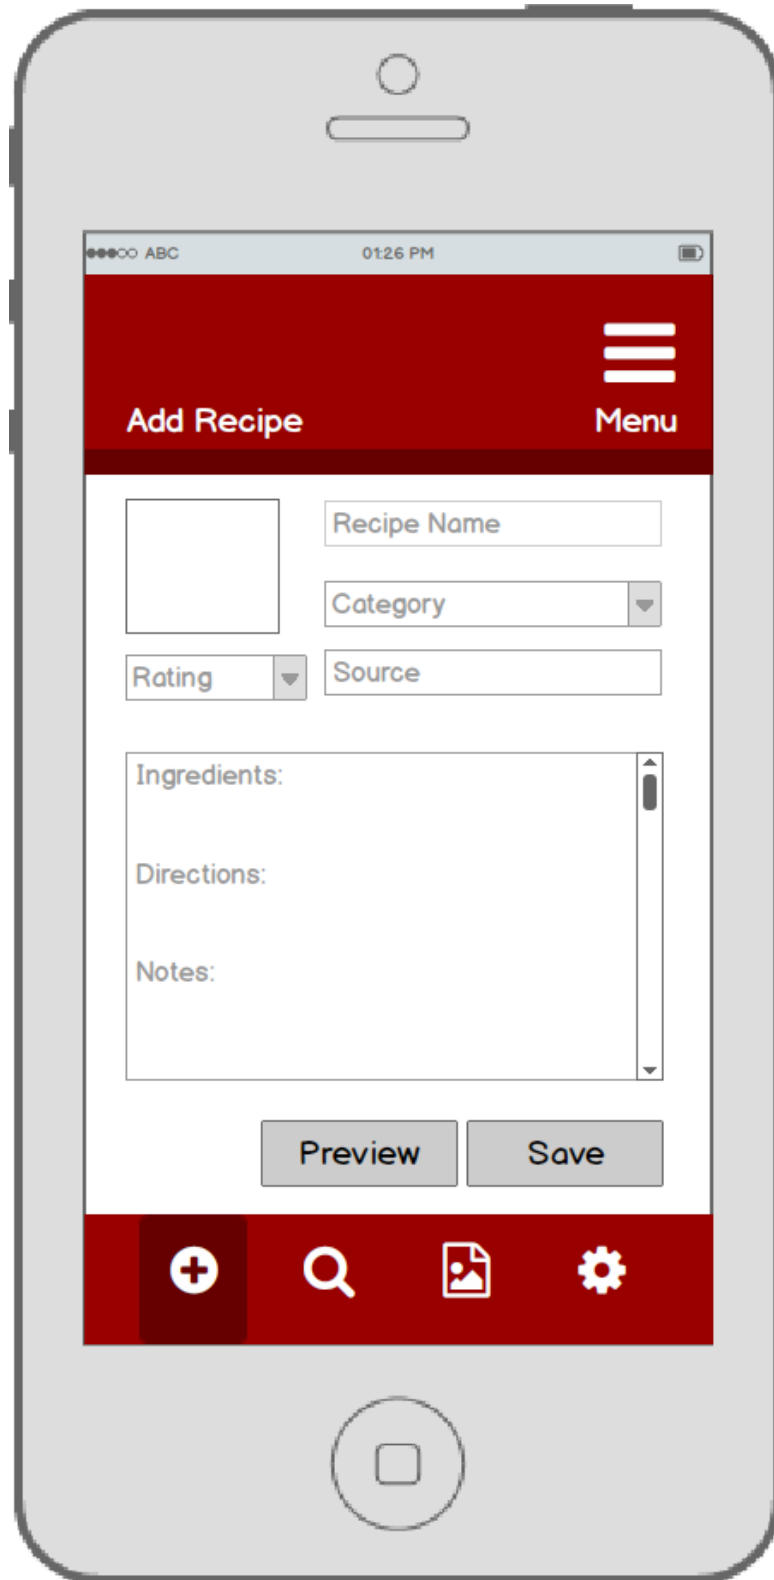 ABC 01:26 PM
Add Recipe Menu
Recipe Name
Category
Rating Source
Ingredients:
Directions:
Notes:
Preview Save